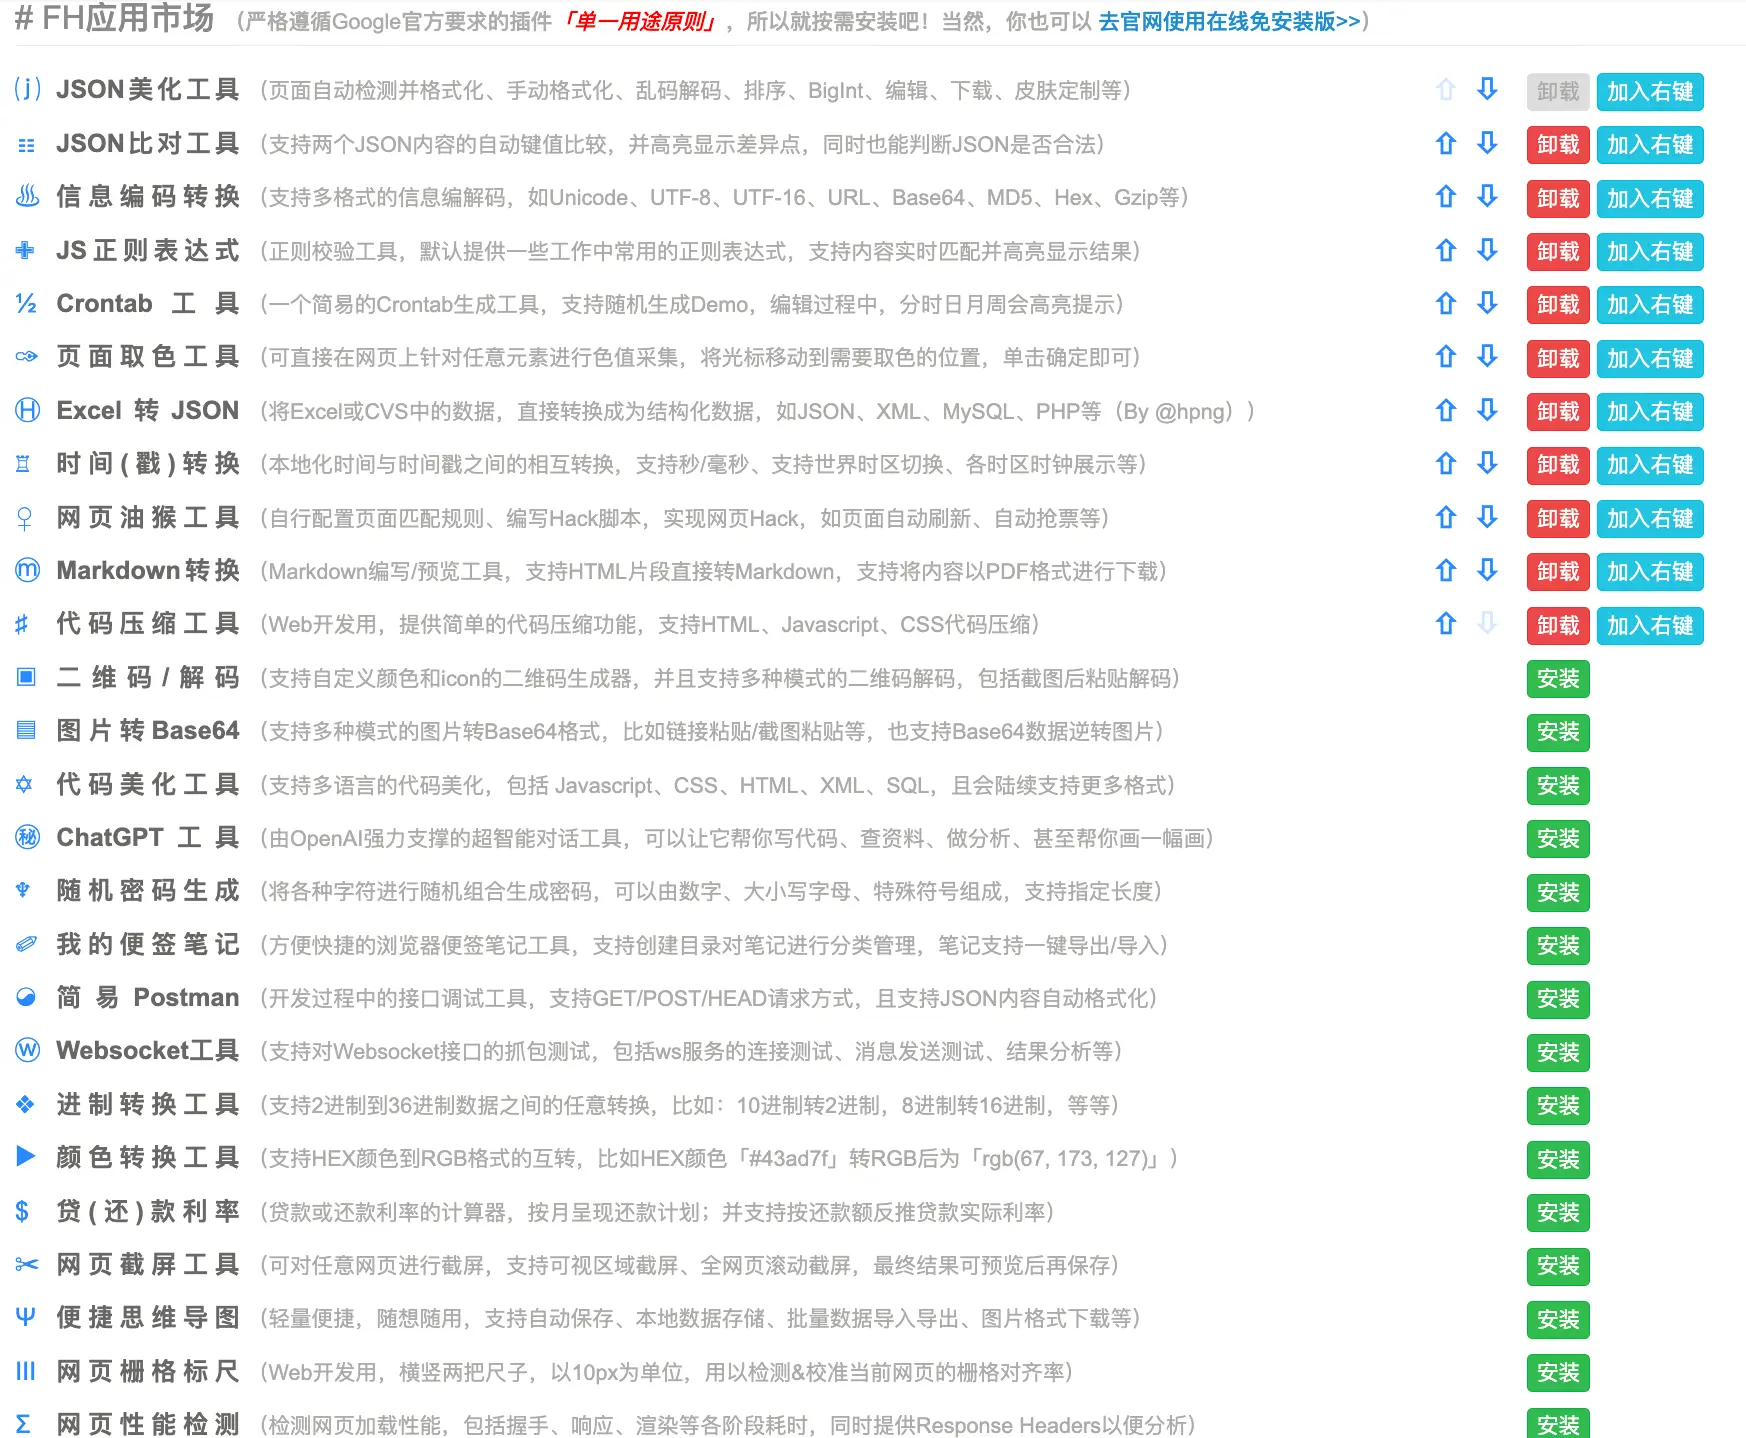 # FH应用市场 （严格遵循Google官方要求的插件「单一用途原则」，所以就按需安装吧！当然，你也可以 去官网使用在线免安装版>>）
JSON美化工具 （页面自动检测并格式化、手动格式化、乱码解码、排序、BigInt、编辑、下载、皮肤定制等） 卸载 加入右键
JSON比对工具 （支持两个JSON内容的自动键值比较，并高亮显示差异点，同时也能判断JSON是否合法） 卸载 加入右键
信息编码转换 （支持多格式的信息编解码，如Unicode、UTF-8、UTF-16、URL、Base64、MD5、Hex、Gzip等） 卸载 加入右键
JS正则表达式 （正则校验工具，默认提供一些工作中常用的正则表达式，支持内容实时匹配并高亮显示结果） 卸载 加入右键
½ Crontab 工具 （一个简易的Crontab生成工具，支持随机生成Demo，编辑过程中，分时日月周会高亮提示） 卸载 加入右键
页面取色工具 （可直接在网页上针对任意元素进行色值采集，将光标移动到需要取色的位置，单击确定即可） 卸载 加入右键
Excel 转 JSON （将Excel或CVS中的数据，直接转换成为结构化数据，如JSON、XML、MySQL、PHP等（By @hpng）） 卸载 加入右键
时间(戳)转换 （本地化时间与时间戳之间的相互转换，支持秒/毫秒、支持世界时区切换、各时区时钟展示等） 卸载 加入右键
网页油猴工具 （自行配置页面匹配规则、编写Hack脚本，实现网页Hack，如页面自动刷新、自动抢票等） 卸载 加入右键
ⓜ Markdown转换 （Markdown编写/预览工具，支持HTML片段直接转Markdown，支持将内容以PDF格式进行下载） 卸载 加入右键
代码压缩工具 （Web开发用，提供简单的代码压缩功能，支持HTML、Javascript、CSS代码压缩） 卸载 加入右键
二维码/解码 （支持自定义颜色和icon的二维码生成器，并且支持多种模式的二维码解码，包括截图后粘贴解码） 安装
图片转Base64 （支持多种模式的图片转Base64格式，比如链接粘贴/截图粘贴等，也支持Base64数据逆转图片） 安装
代码美化工具 （支持多语言的代码美化，包括 Javascript、CSS、HTML、XML、SQL，且会陆续支持更多格式） 安装
㊙ ChatGPT 工具 （由OpenAI强力支撑的超智能对话工具，可以让它帮你写代码、查资料、做分析、甚至帮你画一幅画） 安装
随机密码生成 （将各种字符进行随机组合生成密码，可以由数字、大小写字母、特殊符号组成，支持指定长度） 安装
我的便签笔记 （方便快捷的浏览器便签笔记工具，支持创建目录对笔记进行分类管理，笔记支持一键导出/导入） 安装
简易 Postman （开发过程中的接口调试工具，支持GET/POST/HEAD请求方式，且支持JSON内容自动格式化） 安装
Ⓦ Websocket工具 （支持对Websocket接口的抓包测试，包括ws服务的连接测试、消息发送测试、结果分析等） 安装
进制转换工具 （支持2进制到36进制数据之间的任意转换，比如：10进制转2进制，8进制转16进制，等等） 安装
颜色转换工具 （支持HEX颜色到RGB格式的互转，比如HEX颜色「#43ad7f」转RGB后为「rgb(67, 173, 127)」） 安装
$ 贷(还)款利率 （贷款或还款利率的计算器，按月呈现还款计划；并支持按还款额反推贷款实际利率） 安装
网页截屏工具 （可对任意网页进行截屏，支持可视区域截屏、全网页滚动截屏，最终结果可预览后再保存） 安装
Ψ 便捷思维导图 （轻量便捷，随想随用，支持自动保存、本地数据存储、批量数据导入导出、图片格式下载等） 安装
网页栅格标尺 （Web开发用，横竖两把尺子，以10px为单位，用以检测&校准当前网页的栅格对齐率） 安装
Σ 网页性能检测 （检测网页加载性能，包括握手、响应、渲染等各阶段耗时，同时提供Response Headers以便分析） 安装